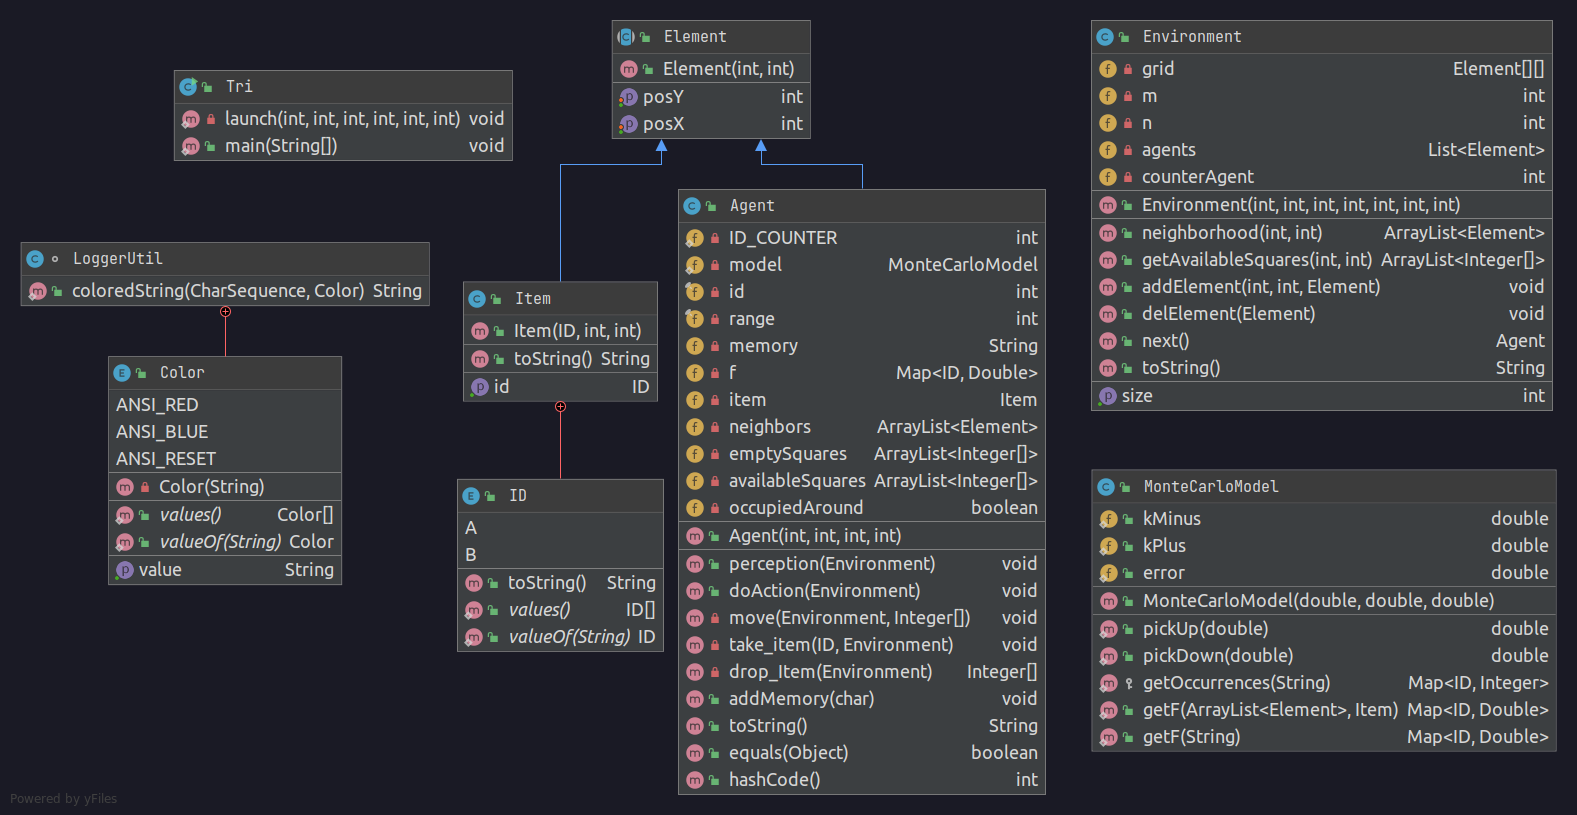 Tri
launch(int, int, int, int, int, int) void
main(String[]) void
LoggerUtil
coloredString(CharSequence, Color) String
Color
ANSI_RED
ANSI_BLUE
ANSI_RESET
Color(String)
values() Color[]
valueOf(String) Color
value String
Element
Element(int, int)
posY int
posX int
Item
Item(ID, int, int)
toString() String
id ID
ID
A
B
toString() String
values() ID[]
valueOf(String) ID
Agent
ID_COUNTER int
model MonteCarloModel
id int
range int
memory String
f Map<ID, Double>
item Item
neighbors ArrayList<Element>
emptySquares ArrayList<Integer[]>
availableSquares ArrayList<Integer[]>
occupiedAround boolean
Agent(int, int, int, int)
perception(Environment) void
doAction(Environment) void
move(Environment, Integer[]) void
take_item(ID, Environment) void
drop_Item(Environment) Integer[]
addMemory(char) void
toString() String
equals(Object) boolean
hashCode() int
Environment
grid Element[][]
m int
n int
agents List<Element>
counterAgent int
Environment(int, int, int, int, int, int, int)
neighborhood(int, int) ArrayList<Element>
getAvailableSquares(int, int) ArrayList<Integer[]>
addElement(int, int, Element) void
delElement(Element) void
next() Agent
toString() String
size int
MonteCarloModel
kMinus double
kPlus double
error double
MonteCarloModel(double, double, double)
pickUp(double) double
pickDown(double) double
getOccurrences(String) Map<ID, Integer>
getF(ArrayList<Element>, Item) Map<ID, Double>
getF(String) Map<ID, Double>
Powered by yFiles